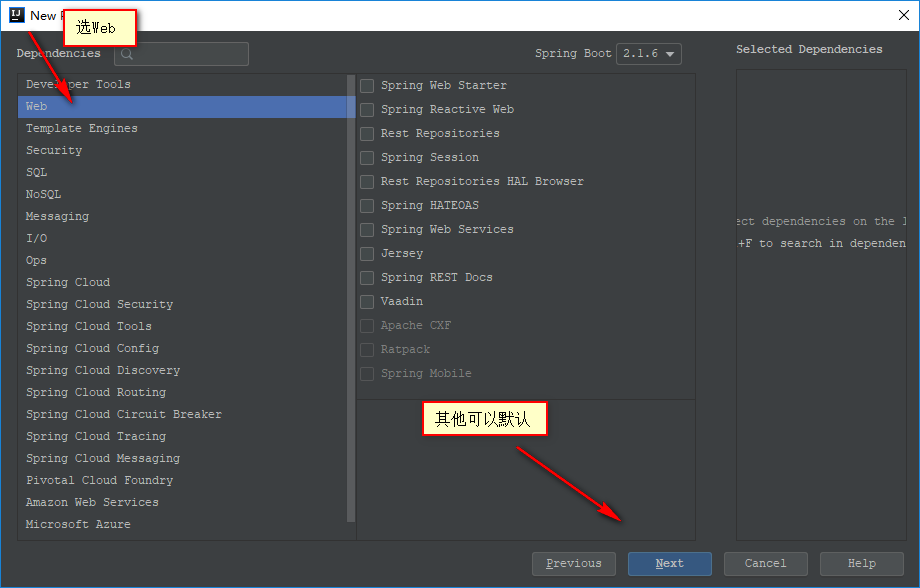 New
选Web
Dependencies
Spring Boot 2.1.6
Selected Dependencies
Developer Tools
Web
Template Engines
Security
SQL
NoSQL
Messaging
I/O
Ops
Spring Cloud
Spring Cloud Security
Spring Cloud Tools
Spring Cloud Config
Spring Cloud Discovery
Spring Cloud Routing
Spring Cloud Circuit Breaker
Spring Cloud Tracing
Spring Cloud Messaging
Pivotal Cloud Foundry
Amazon Web Services
Microsoft Azure
Spring Web Starter
Spring Reactive Web
Rest Repositories
Spring Session
Rest Repositories HAL Browser
Spring HATEOAS
Spring Web Services
Jersey
Spring REST Docs
Vaadin
Apache CXF
Ratpack
Spring Mobile
其他可以默认
ect dependencies on the
+F to search in dependen
Previous Next Cancel Help